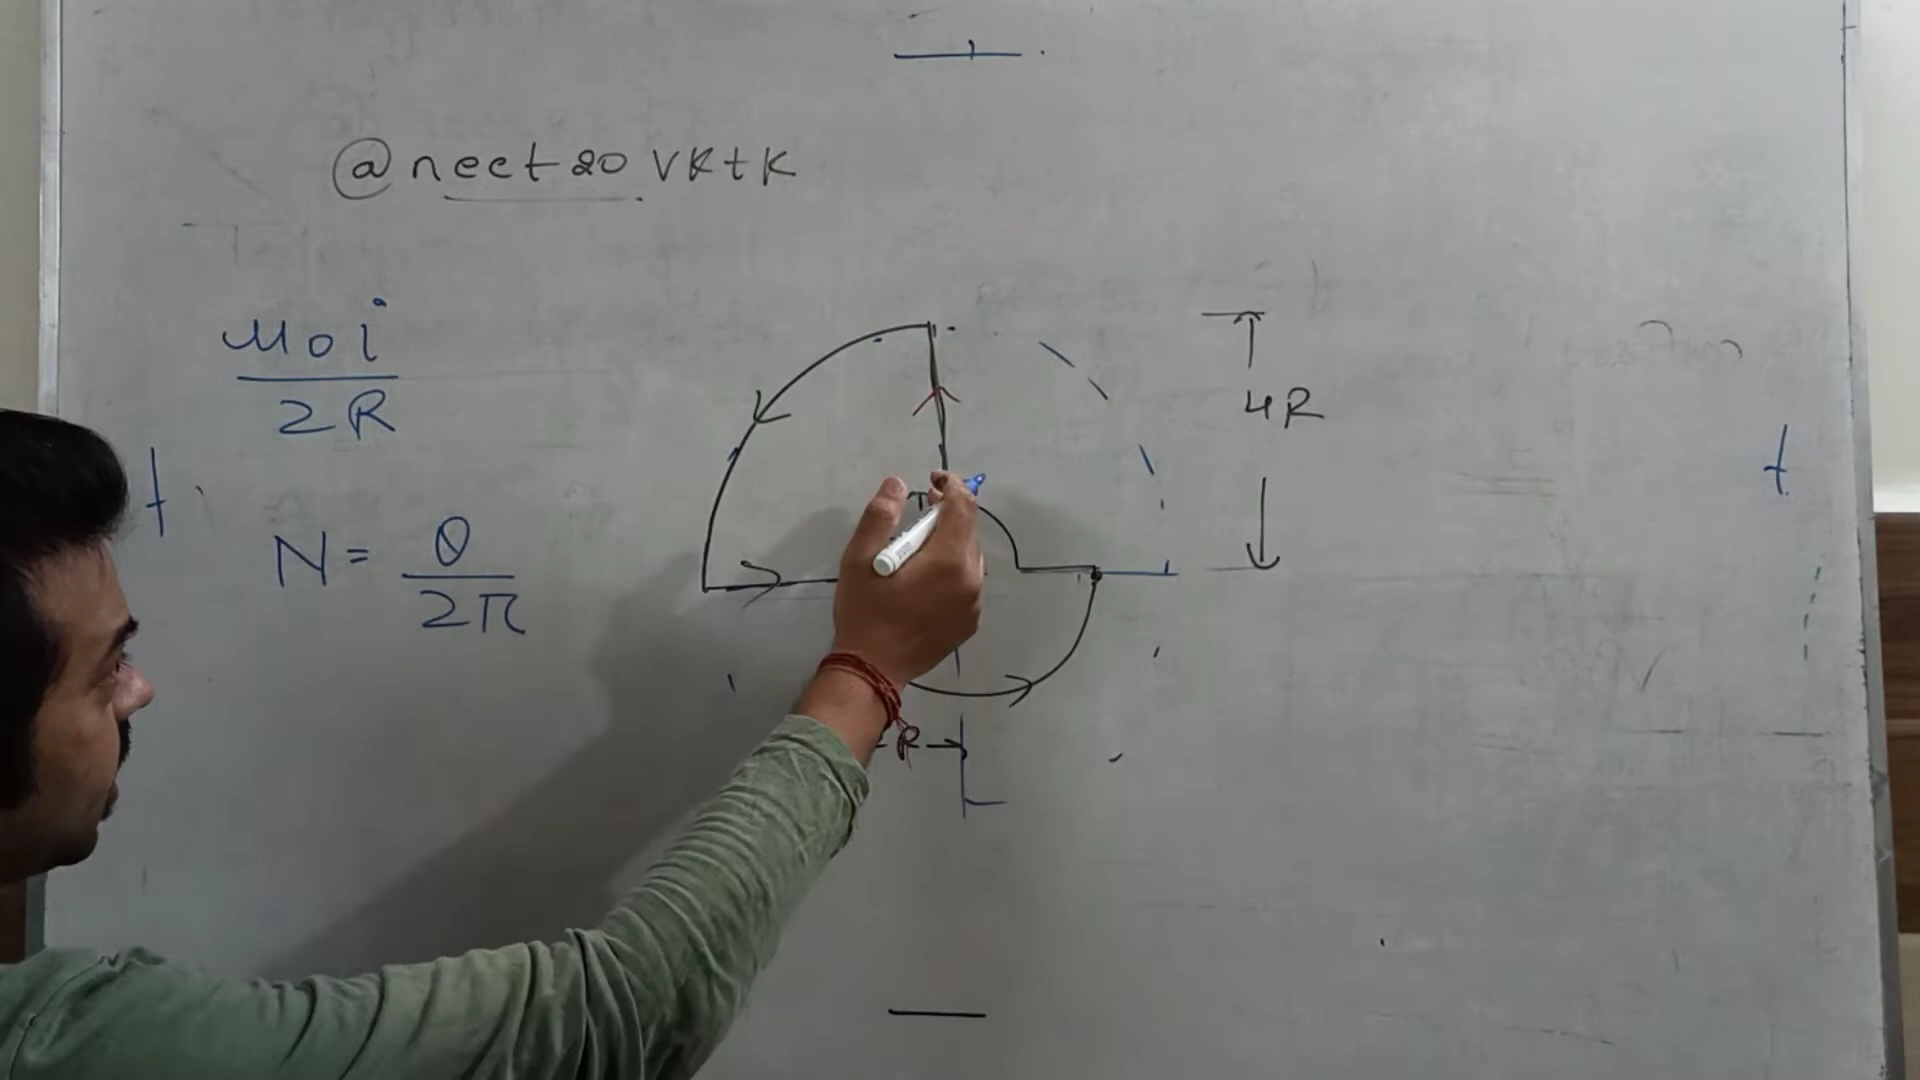 @neet20vktk
μ0i
2R
N = θ
2π
4R
R